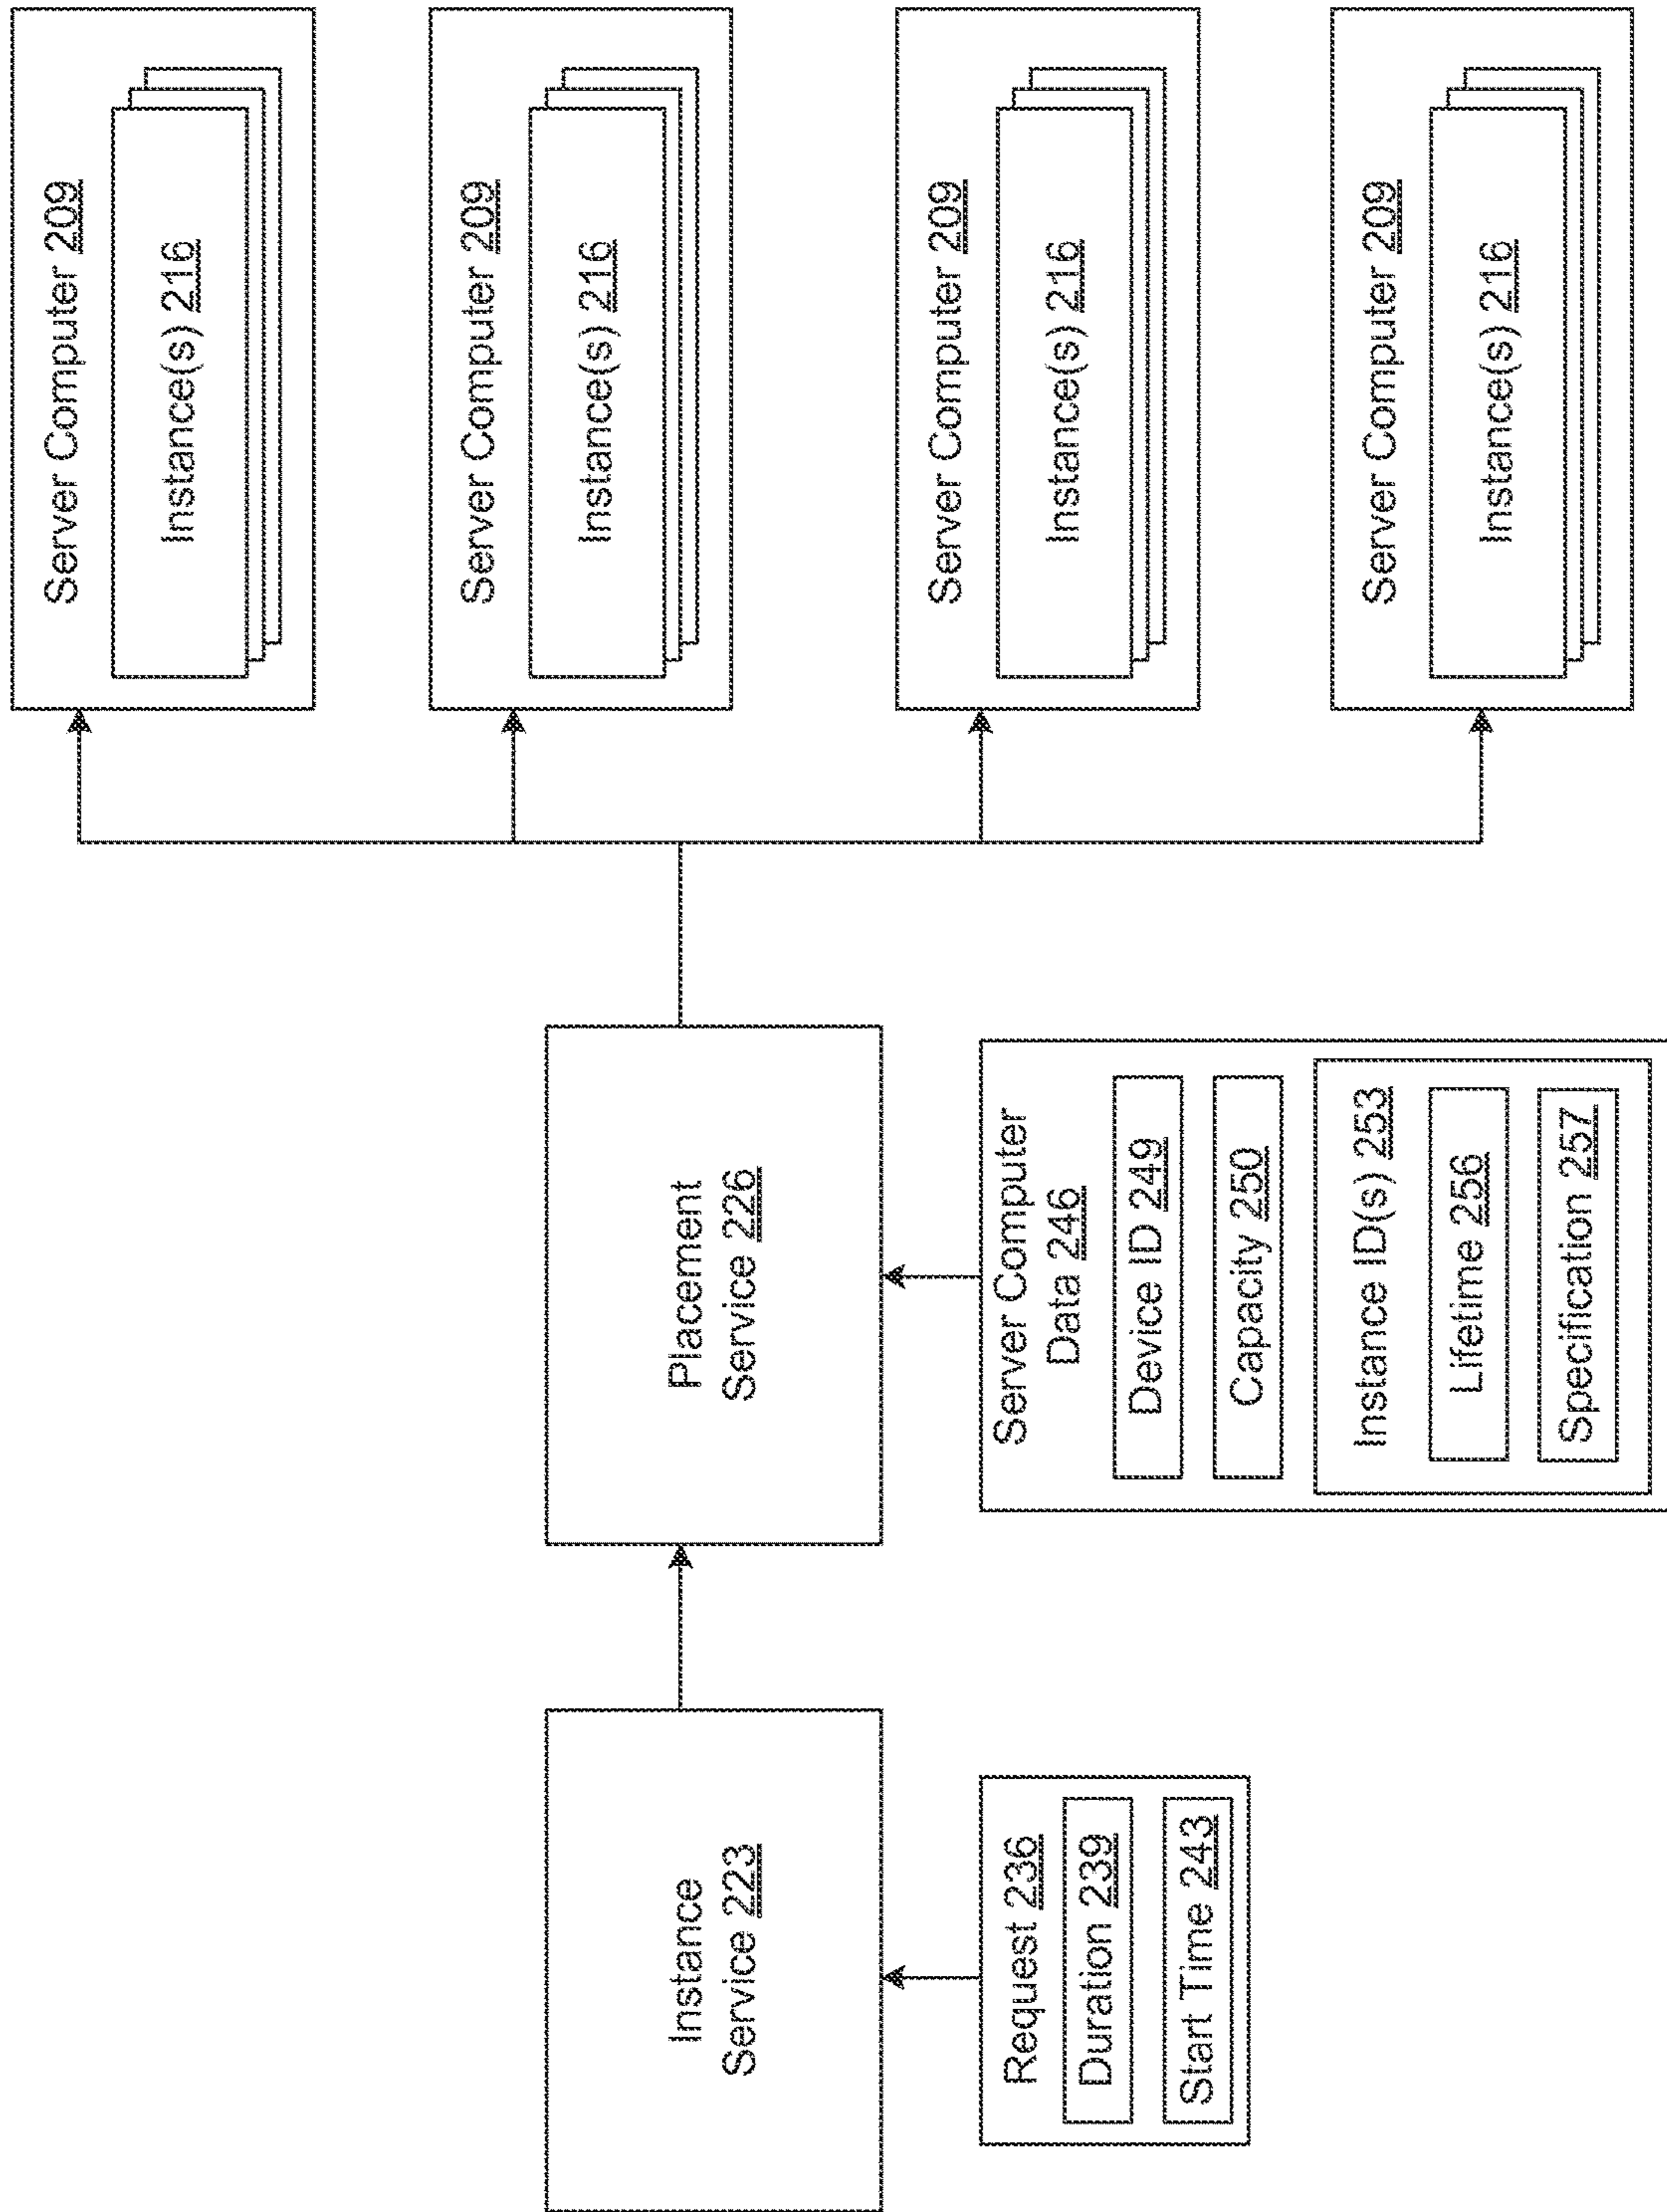 Instance
Service 223
Request 236
Duration 239
Start Time 243
Placement
Service 226
Server Computer
Data 246
Device ID 249
Capacity 250
Instance ID(s) 253
Lifetime 256
Specification 257
Server Computer 209
Instance(s) 216
Server Computer 209
Instance(s) 216
Server Computer 209
Instance(s) 216
Server Computer 209
Instance(s) 216